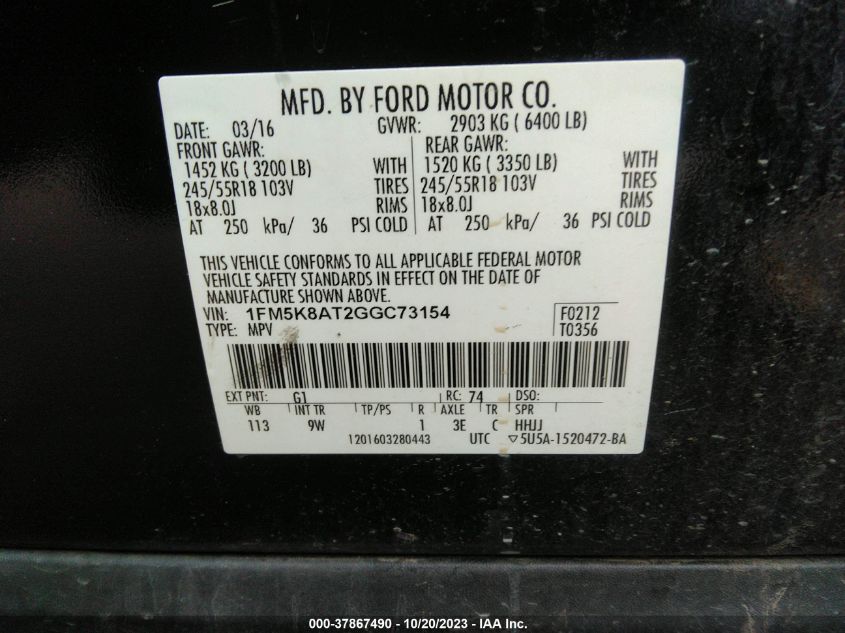 MFD. BY FORD MOTOR CO.
DATE: 03/16 GVWR: 2903 KG ( 6400 LB)
FRONT GAWR: REAR GAWR:
1452 KG ( 3200 LB) WITH 1520 KG ( 3350 LB) WITH
245/55R18 103V TIRES 245/55R18 103V TIRES
18x8.0J RIMS 18x8.0J RIMS
AT 250 kPa/ 36 PSI COLD AT 250 kPa/ 36 PSI COLD
THIS VEHICLE CONFORMS TO ALL APPLICABLE FEDERAL MOTOR
VEHICLE SAFETY STANDARDS IN EFFECT ON THE DATE OF
MANUFACTURE SHOWN ABOVE.
VIN: 1FM5K8AT2GGC73154 F0212
TYPE: MPV T0356
EXT PNT: G1 RC: 74 DSO:
WB INT TR TP/PS R AXLE TR SPR
113 9W 1 3E C HHJJ
1201603280443 UTC ▽5U5A-1520472-BA
000-37867490 - 10/20/2023 - IAA Inc.